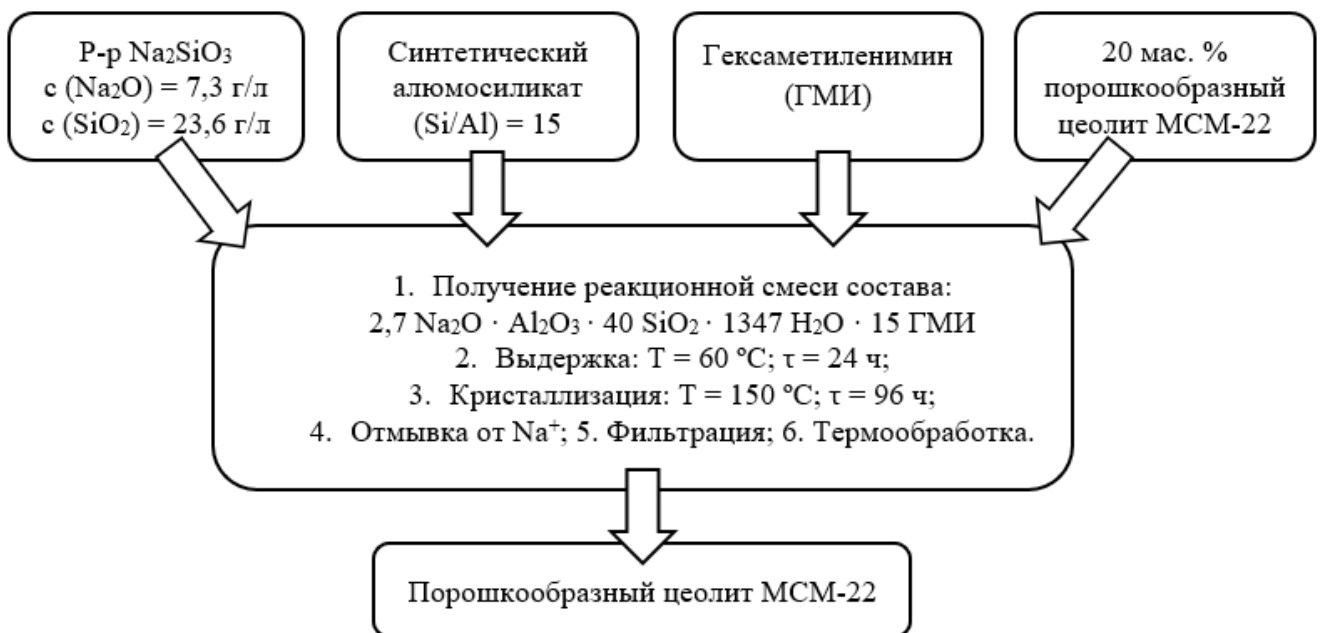 Р-р Na₂SiO₃
с (Na₂O) = 7,3 г/л
с (SiO₂) = 23,6 г/л
Синтетический
алюмосиликат
(Si/Al) = 15
Гексаметиленимин
(ГМИ)
20 мас. %
порошкообразный
цеолит МСМ-22
1. Получение реакционной смеси состава:
2,7 Na₂O · Al₂O₃ · 40 SiO₂ · 1347 H₂O · 15 ГМИ
2. Выдержка: Т = 60 ºС; τ = 24 ч;
3. Кристаллизация: Т = 150 ºС; τ = 96 ч;
4. Отмывка от Na⁺; 5. Фильтрация; 6. Термообработка.
Порошкообразный цеолит МСМ-22